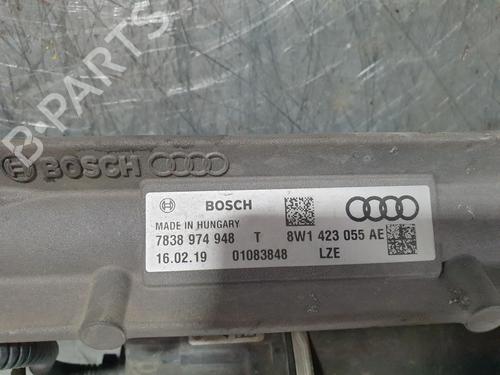 B-PARTS
BOSCH
BOSCH
MADE IN HUNGARY
7838 974 948 T 8W1 423 055 AE
16.02.19 01083848 LZE